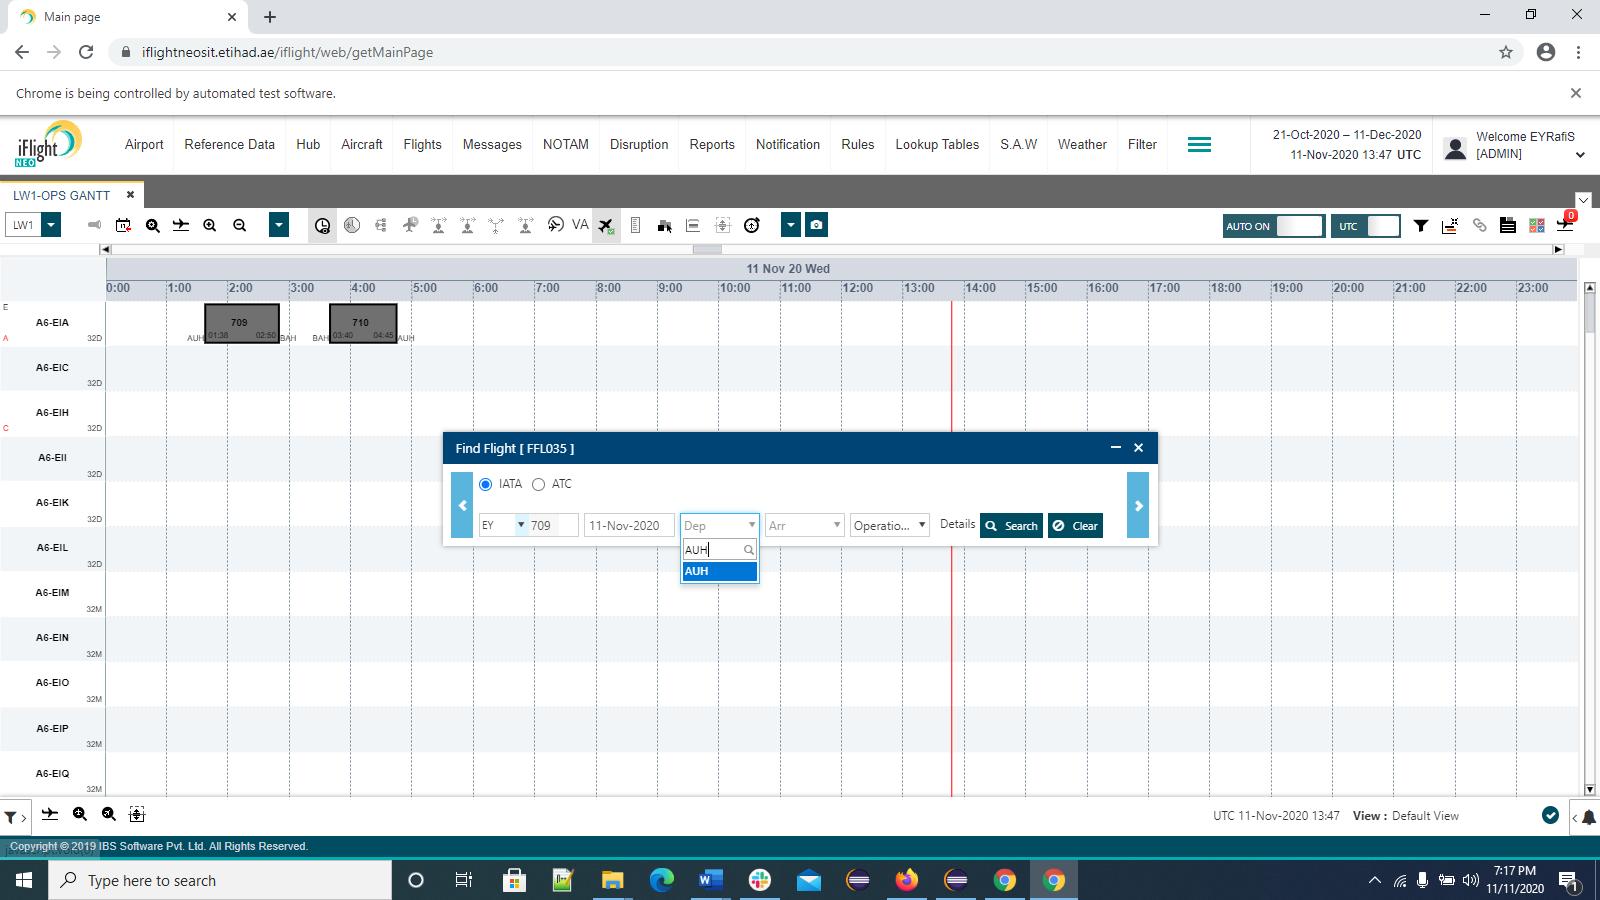 Main page
iflightneosit.etihad.ae/iflight/web/getMainPage
Chrome is being controlled by automated test software.
iFlight NEO
Airport Reference Data Hub Aircraft Flights Messages NOTAM Disruption Reports Notification Rules Lookup Tables S.A.W Weather Filter
21-Oct-2020 – 11-Dec-2020
11-Nov-2020 13:47 UTC
Welcome EYRafiS
[ADMIN]
LW1-OPS GANTT
LW1 VA AUTO ON UTC 0
11 Nov 20 Wed
0:00 1:00 2:00 3:00 4:00 5:00 6:00 7:00 8:00 9:00 10:00 11:00 12:00 13:00 14:00 15:00 16:00 17:00 18:00 19:00 20:00 21:00 22:00 23:00
E
A6-EIA
A 32D
709
AUH 01:38 02:50 BAH
710
BAH 03:40 04:45 AUH
A6-EIC
32D
A6-EIH
C 32D
A6-EII
32D
A6-EIK
32D
A6-EIL
32D
A6-EIM
32M
A6-EIN
32M
A6-EIO
32M
A6-EIP
32M
A6-EIQ
32M
Find Flight [ FFL035 ]
IATA ATC
EY 709 11-Nov-2020 Dep Arr Operatio... Details Search Clear
AUH
AUH
UTC 11-Nov-2020 13:47 View : Default View
Copyright © 2019 IBS Software Pvt. Ltd. All Rights Reserved.
Type here to search
7:17 PM
11/11/2020
1